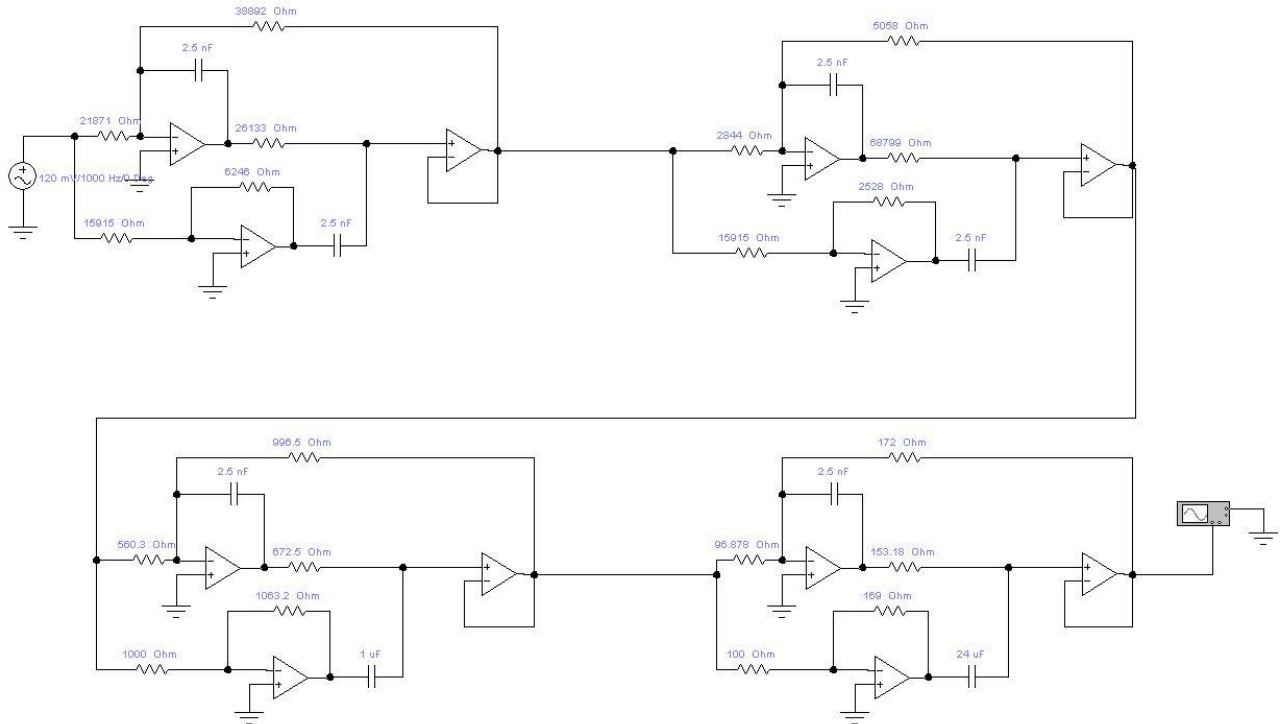 38892 Ohm
2.5 nF
21871 Ohm
26133 Ohm
120 mV/1000 Hz/0 Deg
6246 Ohm
15915 Ohm
2.5 nF
5058 Ohm
2.5 nF
2844 Ohm
68799 Ohm
2528 Ohm
15915 Ohm
2.5 nF
996.5 Ohm
2.5 nF
560.3 Ohm
672.5 Ohm
1063.2 Ohm
1000 Ohm
1 uF
172 Ohm
2.5 nF
96.878 Ohm
153.18 Ohm
169 Ohm
100 Ohm
24 uF